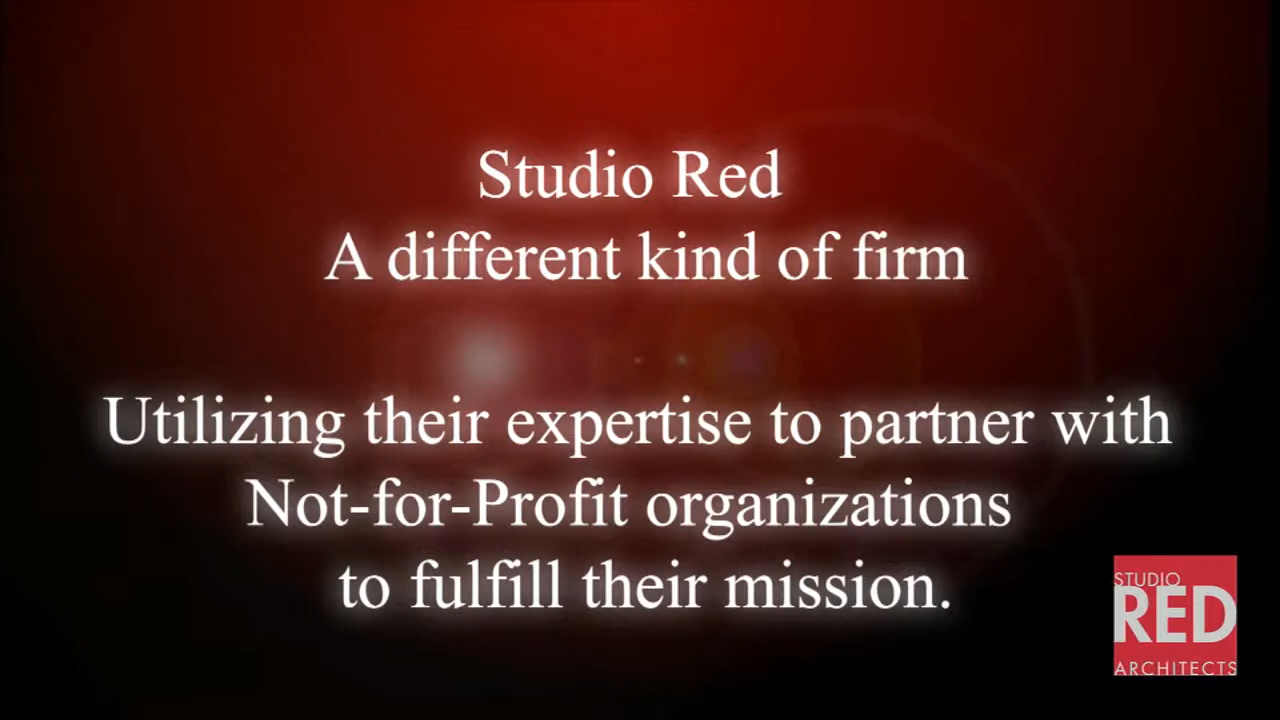 Studio Red
A different kind of firm
Utilizing their expertise to partner with
Not-for-Profit organizations
to fulfill their mission.
STUDIO
RED
ARCHITECTS